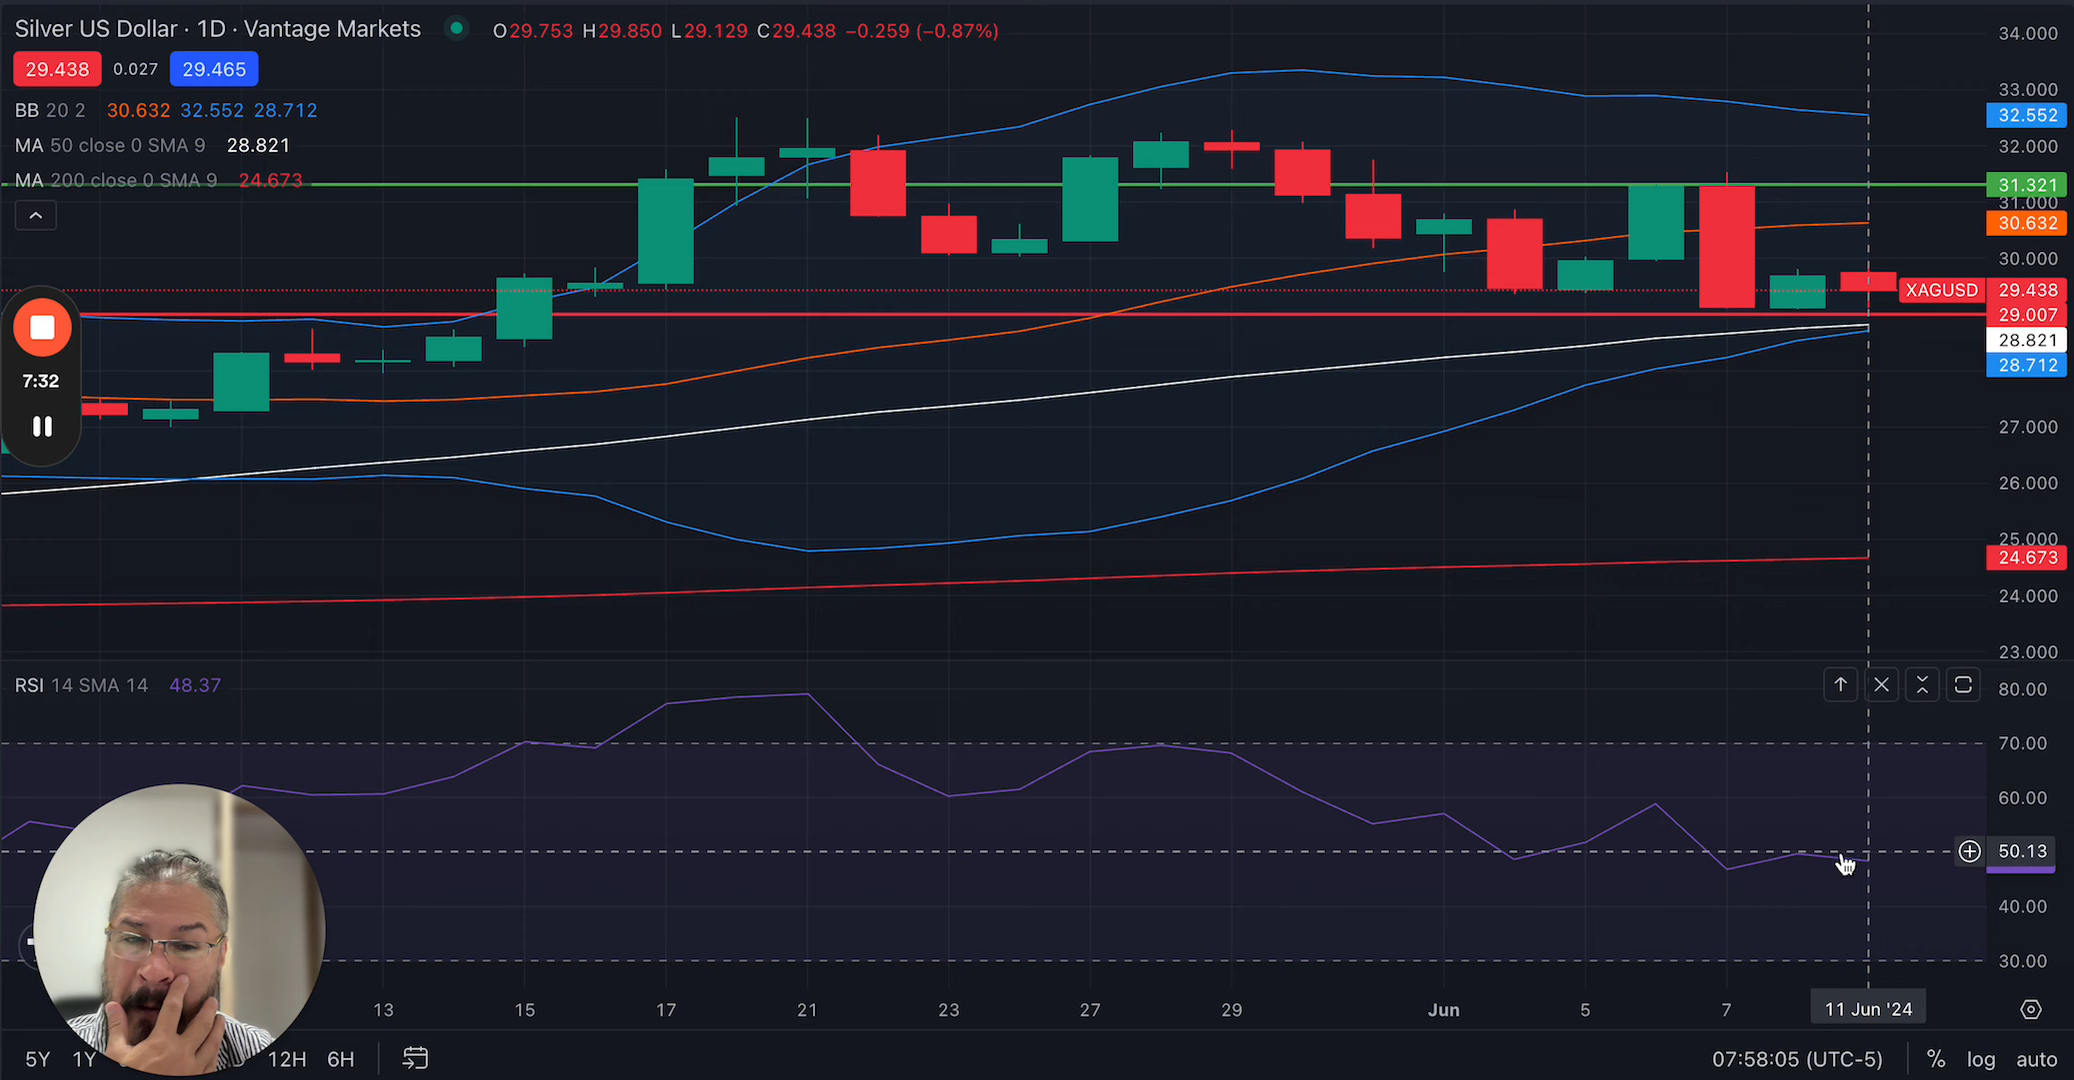 Silver US Dollar · 1D · Vantage Markets O29.753 H29.850 L29.129 C29.438 −0.259 (−0.87%)
29.438 0.027 29.465
BB 20 2 30.632 32.552 28.712
MA 50 close 0 SMA 9 28.821
MA 200 close 0 SMA 9 24.673
34.000
33.000
32.552
32.000
31.321
31.000
30.632
30.000
XAGUSD 29.438
29.007
28.821
28.712
27.000
26.000
25.000
24.673
24.000
23.000
7:32
RSI 14 SMA 14 48.37
80.00
70.00
60.00
50.13
40.00
30.00
13 15 17 21 23 27 29 Jun 5 7 11 Jun '24
5Y 1Y 12H 6H 07:58:05 (UTC-5) % log auto